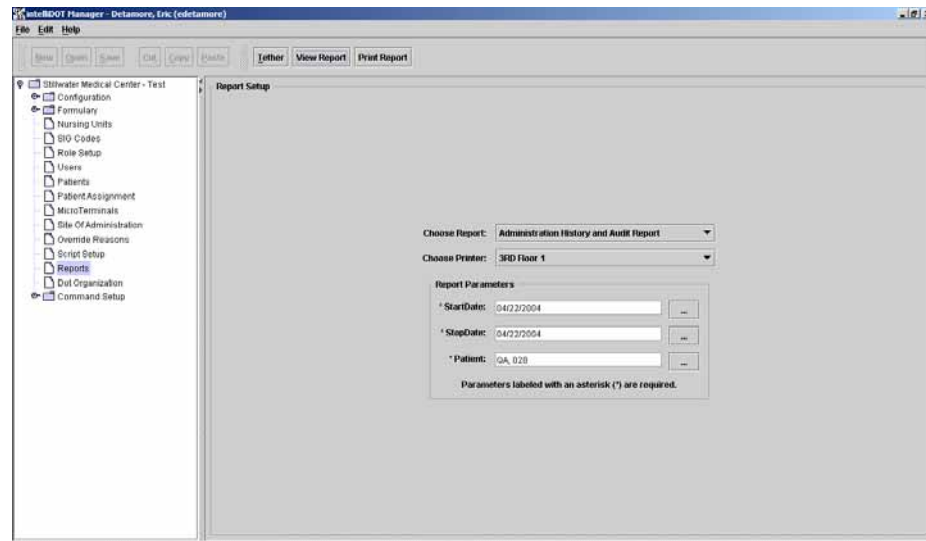 intelliDOT Manager - Detamore, Eric (edetamore)
File Edit Help
New Open Save Cut Copy Paste Tether View Report Print Report
Stillwater Medical Center - Test
Configuration
Formulary
Nursing Units
SIG Codes
Role Setup
Users
Patients
Patient Assignment
MicroTerminals
Site Of Administration
Override Reasons
Script Setup
Reports
Dot Organization
Command Setup
Report Setup
Choose Report: Administration History and Audit Report
Choose Printer: 3RD Floor 1
Report Parameters
* StartDate: 04/22/2004 ...
* StopDate: 04/22/2004 ...
* Patient: QA, 028 ...
Parameters labeled with an asterisk (*) are required.